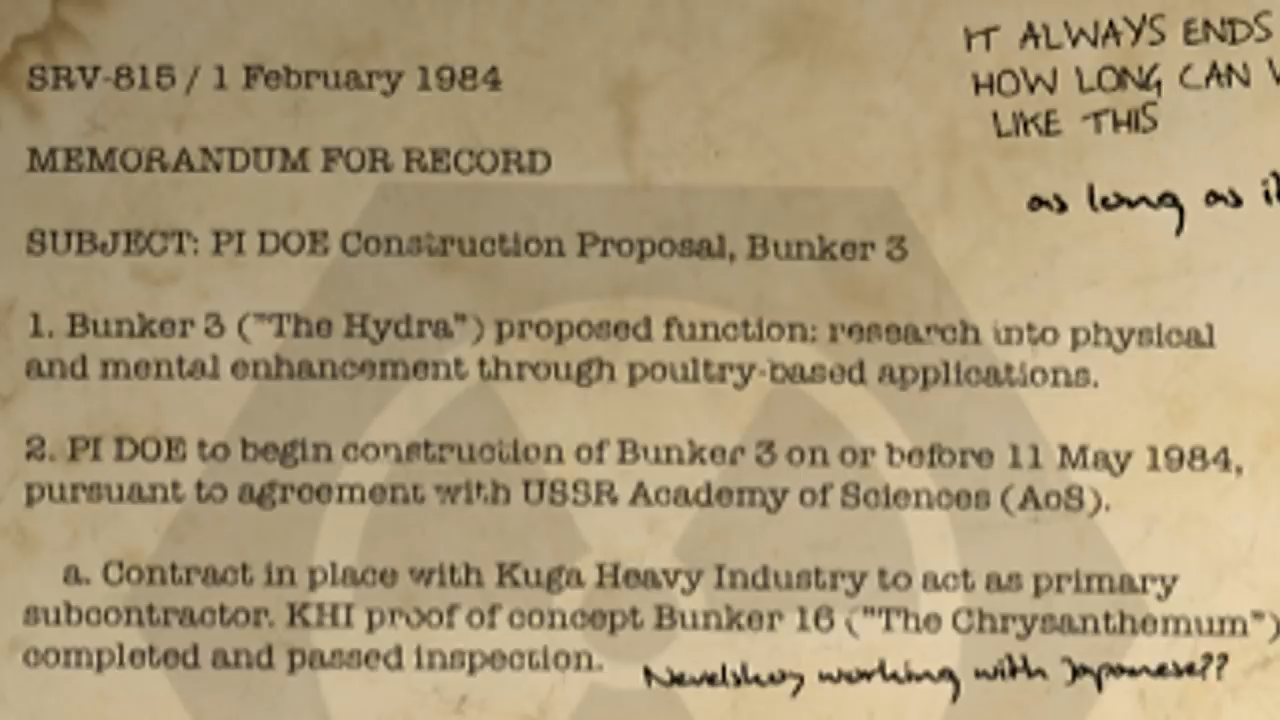 IT ALWAYS ENDS
HOW LONG CAN
LIKE THIS
as long as
SRV-815 / 1 February 1984
MEMORANDUM FOR RECORD
SUBJECT: PI DOE Construction Proposal, Bunker 3
1. Bunker 3 ("The Hydra") proposed function: research into physical
and mental enhancement through poultry-based applications.
2. PI DOE to begin construction of Bunker 3 on or before 11 May 1984,
pursuant to agreement with USSR Academy of Sciences (AoS).
a. Contract in place with Kuga Heavy Industry to act as primary
subcontractor. KHI proof of concept Bunker 16 ("The Chrysanthemum")
completed and passed inspection.
working with Japanese??